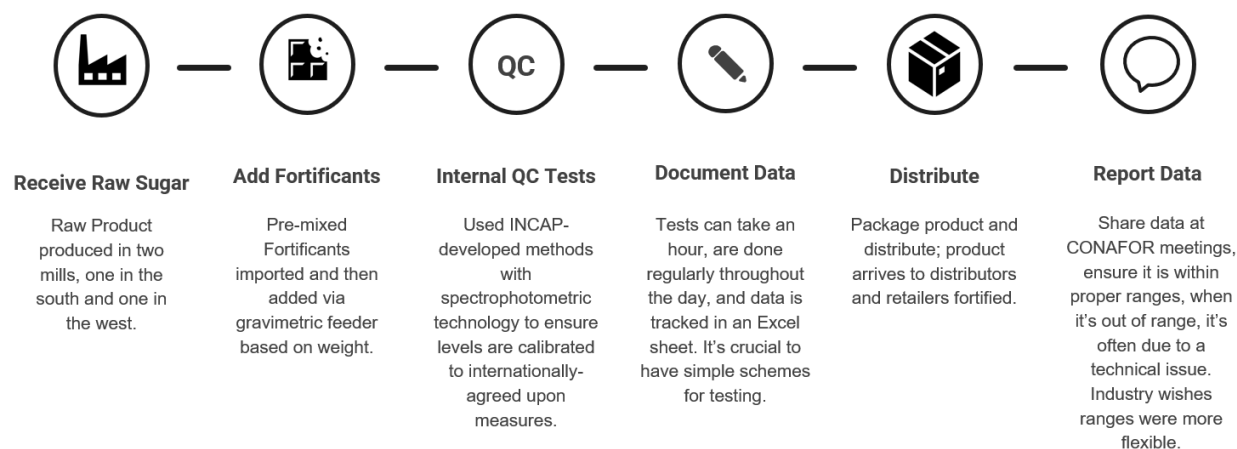 QC
Receive Raw Sugar
Raw Product
produced in two
mills, one in the
south and one in
the west.
Add Fortificants
Pre-mixed
Fortificants
imported and then
added via
gravimetric feeder
based on weight.
Internal QC Tests
Used INCAP-
developed methods
with
spectrophotometric
technology to ensure
levels are calibrated
to internationally-
agreed upon
measures.
Document Data
Tests can take an
hour, are done
regularly throughout
the day, and data is
tracked in an Excel
sheet. It’s crucial to
have simple schemes
for testing.
Distribute
Package product and
distribute; product
arrives to distributors
and retailers fortified.
Report Data
Share data at
CONAFOR meetings,
ensure it is within
proper ranges, when
it’s out of range, it’s
often due to a
technical issue.
Industry wishes
ranges were more
flexible.